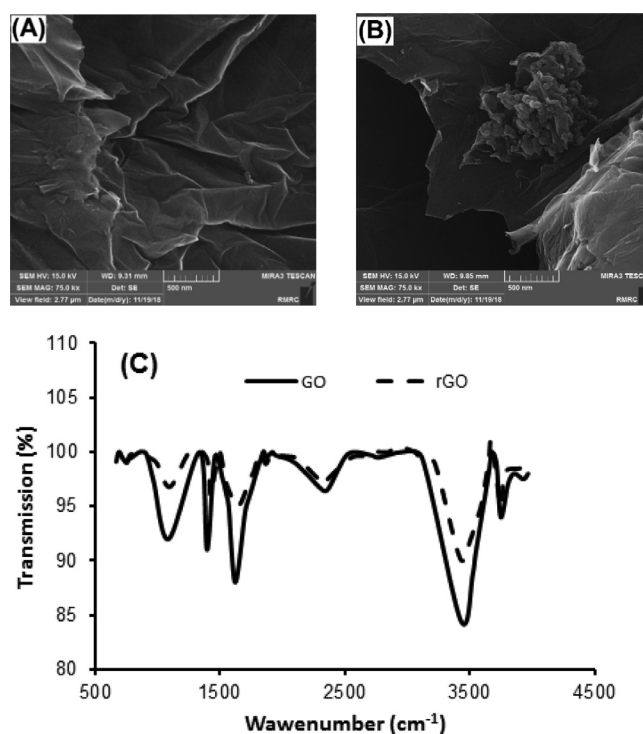 (A)
SEM HV: 15.0 kV WD: 9.31 mm MIRA3 TESCAN
SEM MAG: 75.0 kx Det: SE 500 nm
View field: 2.77 µm Date(m/d/y): 11/19/18 RMRC
(B)
SEM HV: 15.0 kV WD: 9.85 mm MIRA3 TESCAN
SEM MAG: 75.0 kx Det: SE 500 nm
View field: 2.77 µm Date(m/d/y): 11/19/18 RMRC
(C)
GO rGO
Transmission (%)
110
105
100
95
90
85
80
500 1500 2500 3500 4500
Wawenumber (cm⁻¹)